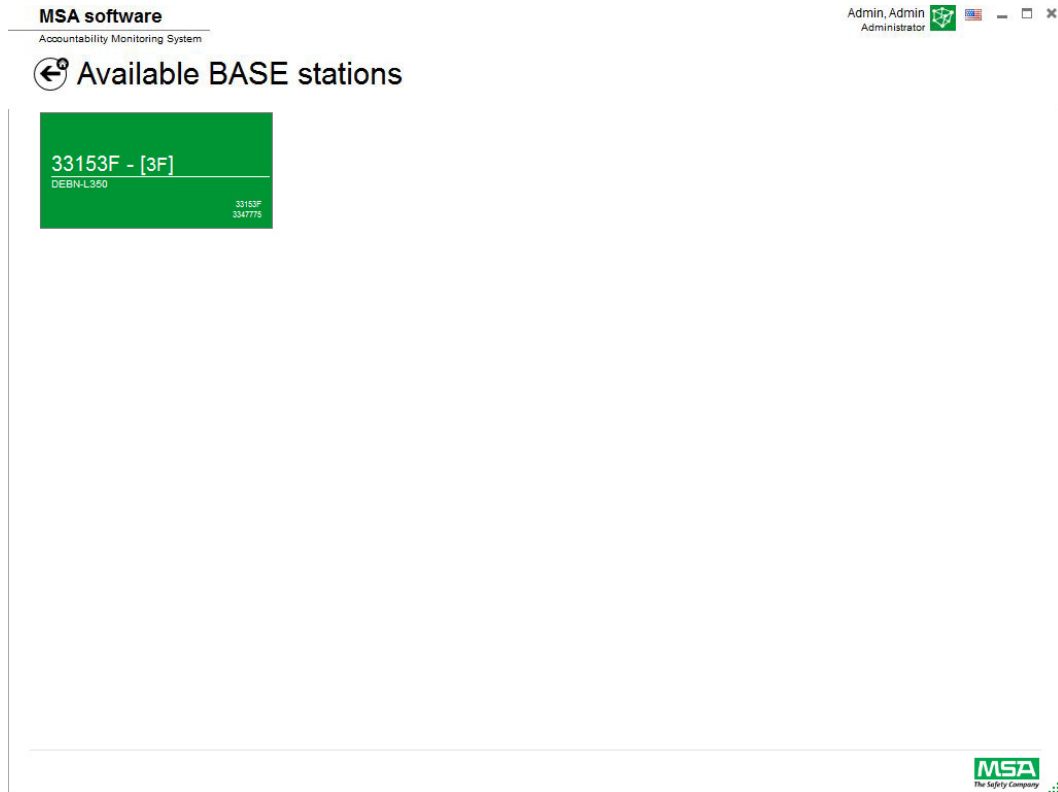 MSA software
Accountability Monitoring System
Admin, Admin
Administrator
Available BASE stations
33153F - [3F]
DEBN-L350
33153F
3347775
MSA
The Safety Company